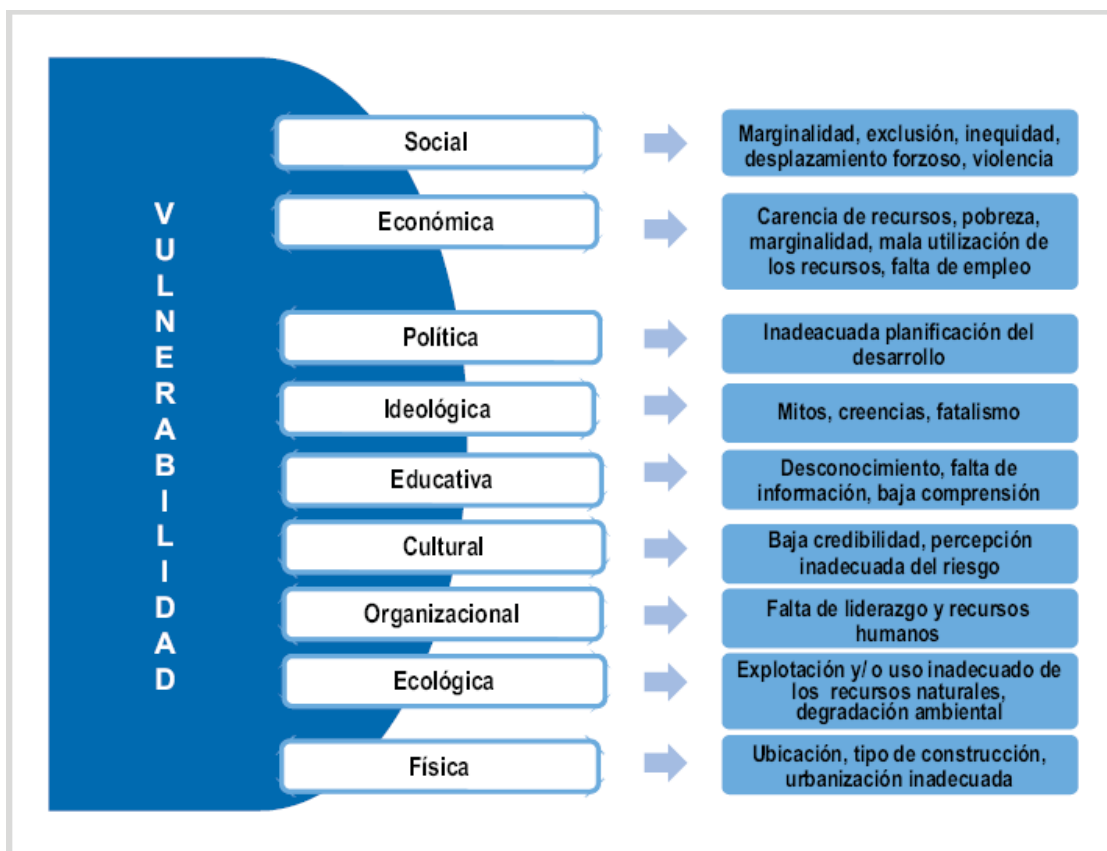 VULNERABILIDAD
Social
Marginalidad, exclusión, inequidad,
desplazamiento forzoso, violencia
Económica
Carencia de recursos, pobreza,
marginalidad, mala utilización de
los recursos, falta de empleo
Política
Inadeacuada planificación del
desarrollo
Ideológica
Mitos, creencias, fatalismo
Educativa
Desconocimiento, falta de
información, baja comprensión
Cultural
Baja credibilidad, percepción
inadecuada del riesgo
Organizacional
Falta de liderazgo y recursos
humanos
Ecológica
Explotación y/ o uso inadecuado de
los recursos naturales,
degradación ambiental
Física
Ubicación, tipo de construcción,
urbanización inadecuada